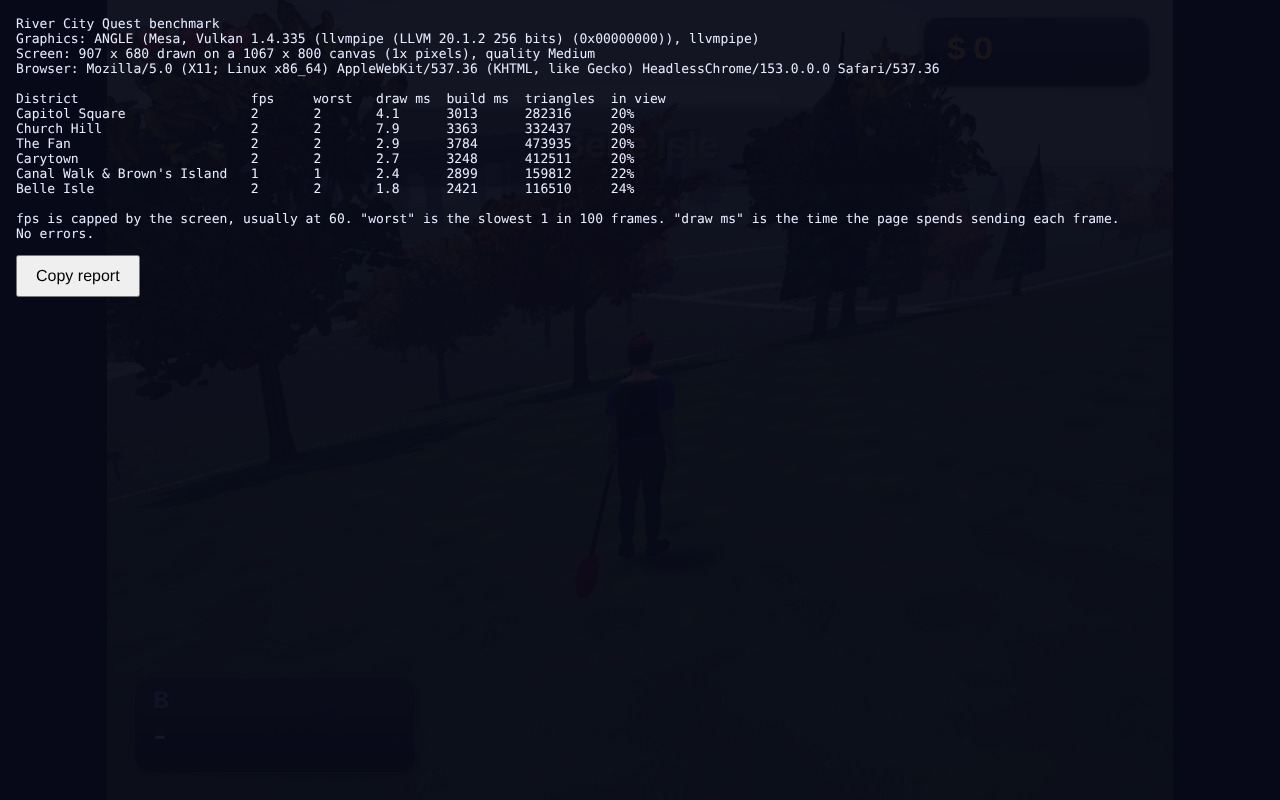 River City Quest benchmark
Graphics: ANGLE (Mesa, Vulkan 1.4.335 (llvmpipe (LLVM 20.1.2 256 bits) (0x00000000)), llvmpipe)
Screen: 907 x 680 drawn on a 1067 x 800 canvas (1x pixels), quality Medium
Browser: Mozilla/5.0 (X11; Linux x86_64) AppleWebKit/537.36 (KHTML, like Gecko) HeadlessChrome/153.0.0.0 Safari/537.36
$ 0
District fps worst draw ms build ms triangles in view
Capitol Square 2 2 4.1 3013 282316 20%
Church Hill 2 2 7.9 3363 332437 20%
The Fan 2 2 2.9 3784 473935 20%
Carytown 2 2 2.7 3248 412511 20%
Canal Walk & Brown's Island 1 1 2.4 2899 159812 22%
Belle Isle 2 2 1.8 2421 116510 24%
Belle Isle
fps is capped by the screen, usually at 60. "worst" is the slowest 1 in 100 frames. "draw ms" is the time the page spends sending each frame.
No errors.
Copy report
B
–